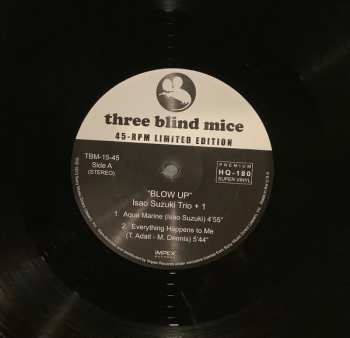 three blind mice
45-RPM LIMITED EDITION
TBM-15-45
Side A
(STEREO)
PREMIUM
HQ-180
SUPER VINYL
"BLOW UP"
Isao Suzuki Trio + 1
1. Aqua Marine (Isao Suzuki) 4'55"
2. Everything Happens to Me
(T. Adair - M. Dennis) 5'44"
IMPEX
RECORDS